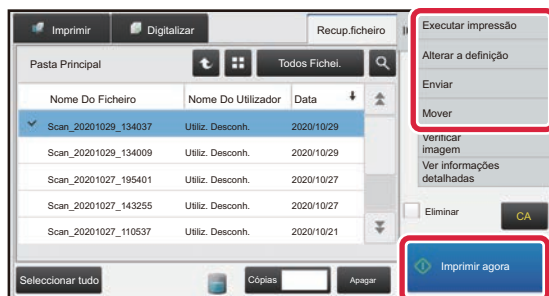 Imprimir
Digitalizar
Recup.ficheiro
Pasta Principal
Todos Fichei.
Nome Do Ficheiro
Nome Do Utilizador
Data
Scan_20201029_134037
Utiliz. Desconh.
2020/10/29
Scan_20201029_134009
Utiliz. Desconh.
2020/10/29
Scan_20201027_195401
Utiliz. Desconh.
2020/10/27
Scan_20201027_143255
Utiliz. Desconh.
2020/10/27
Scan_20201027_110537
Utiliz. Desconh.
2020/10/21
Seleccionar tudo
Cópias
Apagar
Executar impressão
Alterar a definição
Enviar
Mover
Verificar
imagem
Ver informações
detalhadas
Eliminar
CA
Imprimir agora